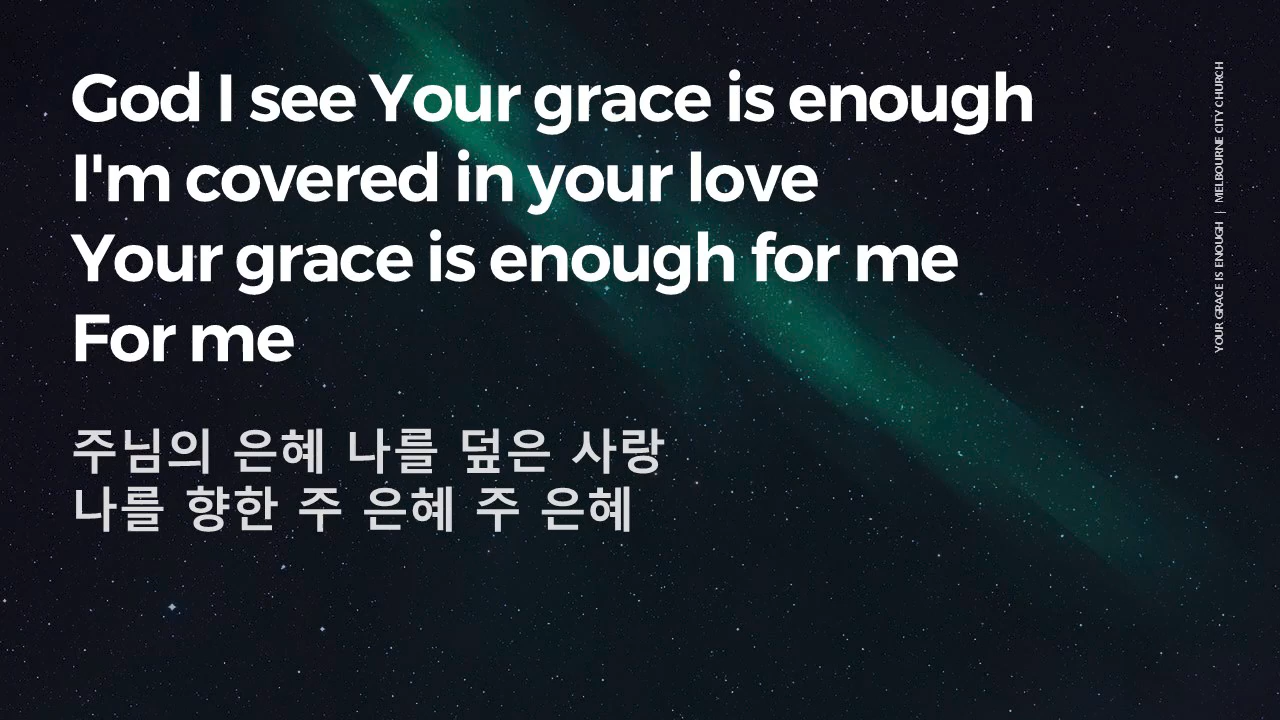 God I see Your grace is enough
I'm covered in your love
Your grace is enough for me
For me
주님의 은혜 나를 덮은 사랑
나를 향한 주 은혜 주 은혜
YOUR GRACE IS ENOUGH | MELBOURNE CITY CHURCH